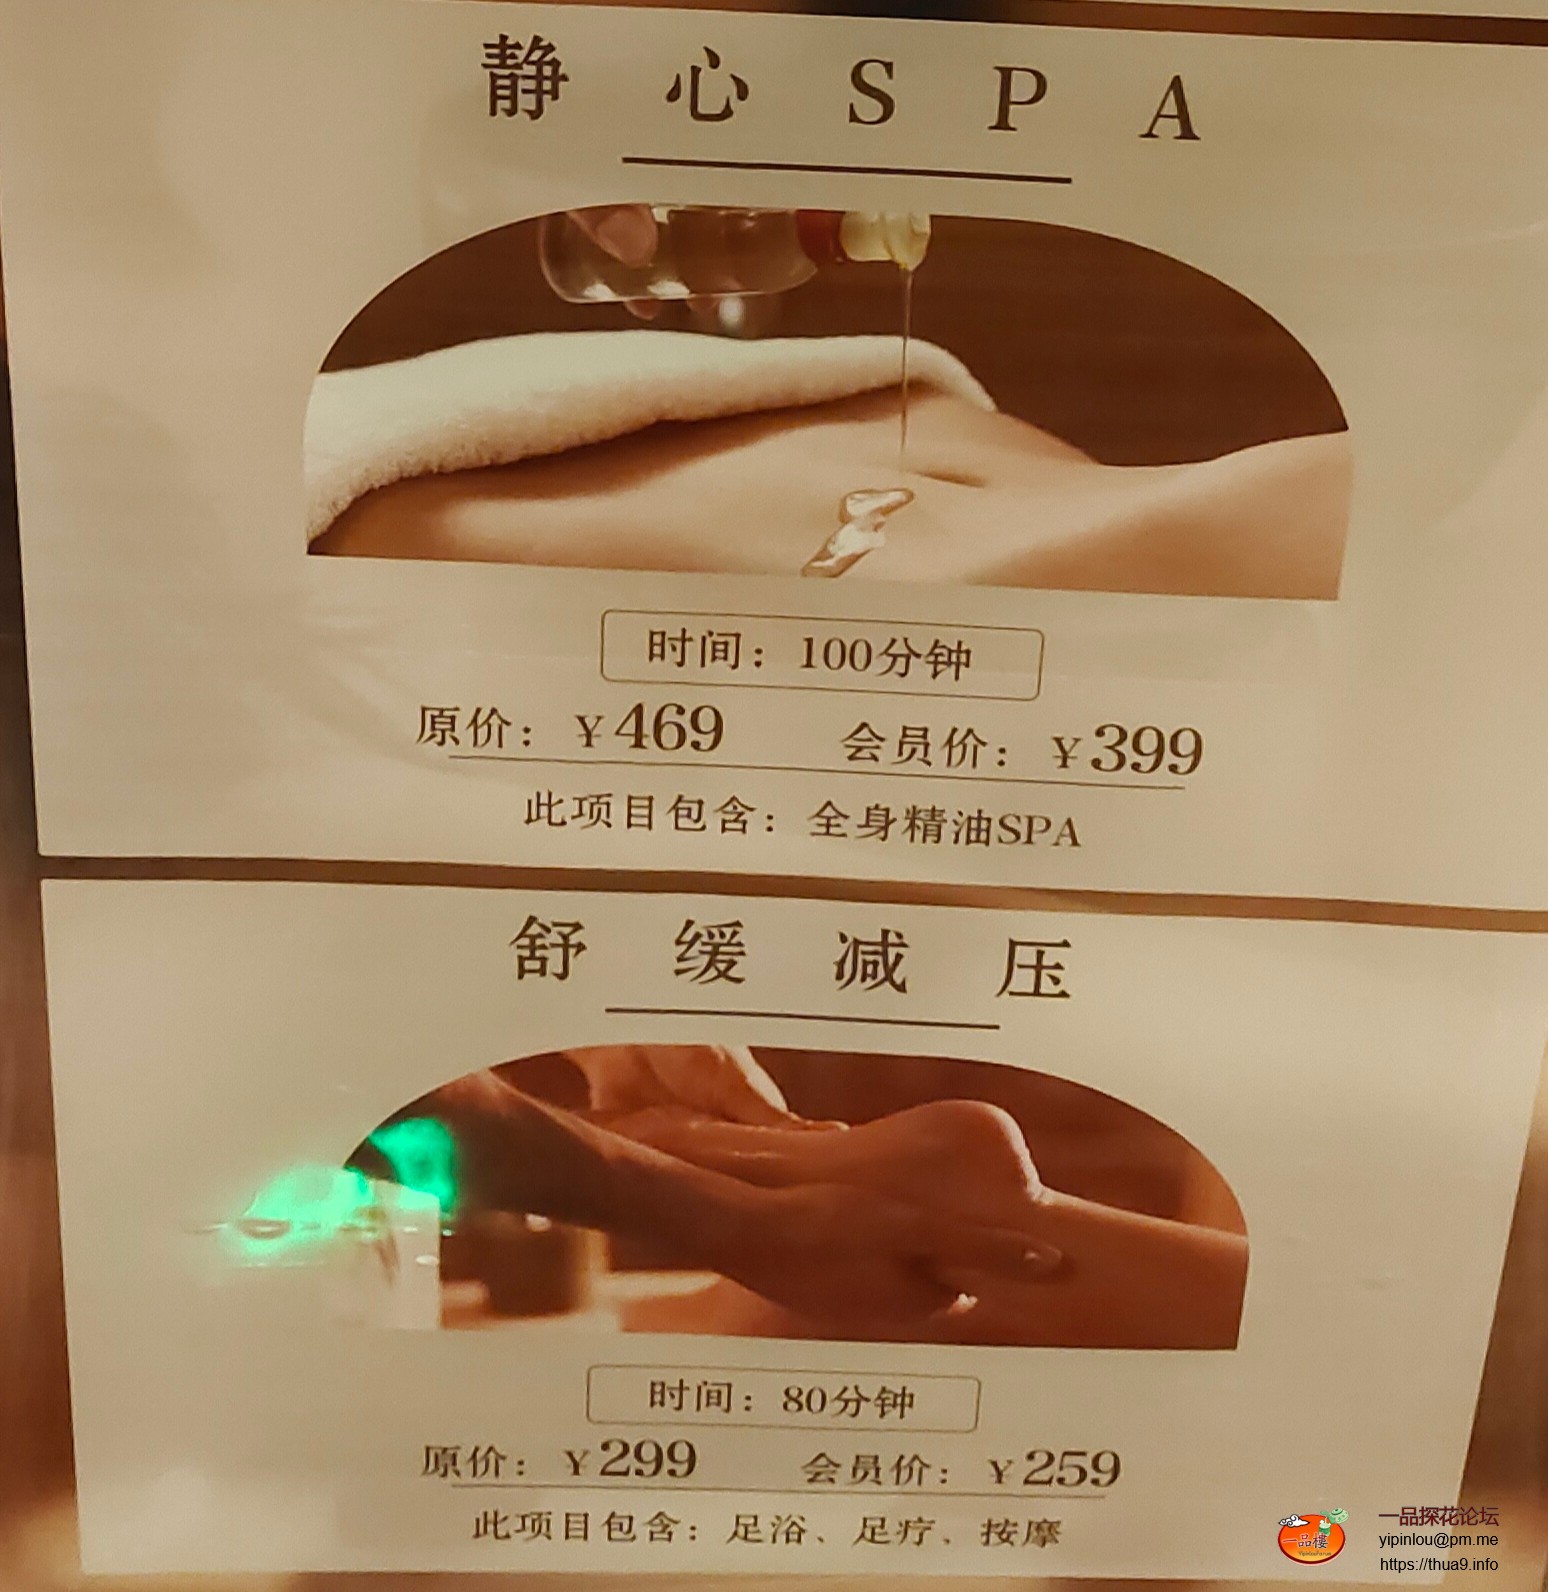 静心SPA
时间：100分钟
原价：￥469 会员价：￥399
此项目包含：全身精油SPA
舒缓减压
时间：80分钟
原价：￥299 会员价：￥259
此项目包含：足浴、足疗、按摩
一品樓
一品探花论坛
yipinlou@pm.me
https://thua9.info